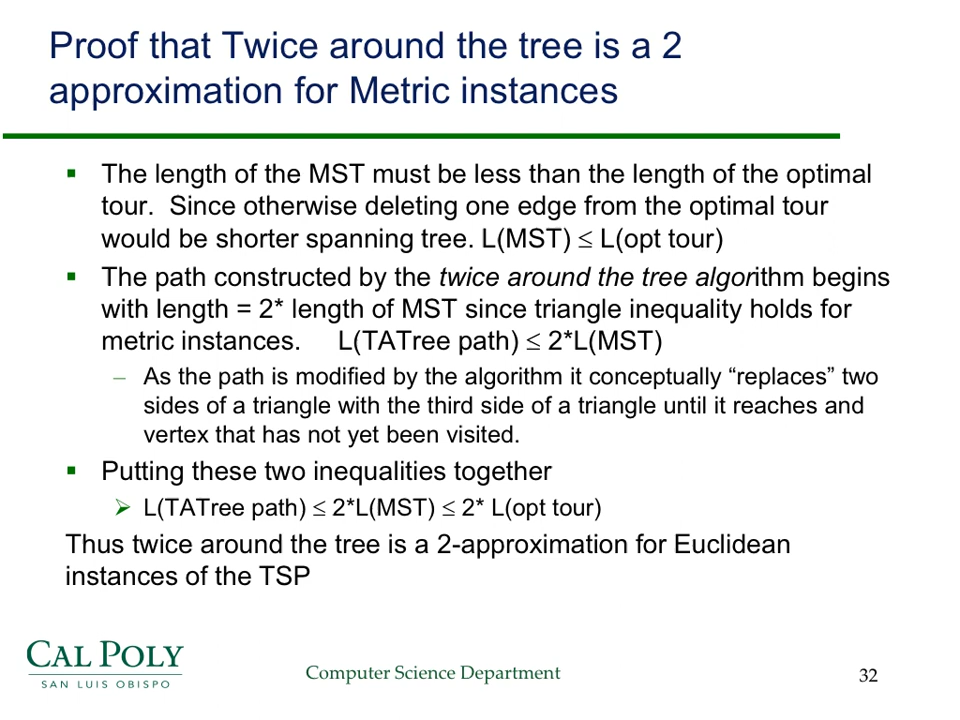 Proof that Twice around the tree is a 2
approximation for Metric instances
▪ The length of the MST must be less than the length of the optimal
tour.  Since otherwise deleting one edge from the optimal tour
would be shorter spanning tree. L(MST) ≤ L(opt tour)
▪ The path constructed by the twice around the tree algorithm begins
with length = 2* length of MST since triangle inequality holds for
metric instances.     L(TATree path) ≤ 2*L(MST)
– As the path is modified by the algorithm it conceptually “replaces” two
sides of a triangle with the third side of a triangle until it reaches and
vertex that has not yet been visited.
▪ Putting these two inequalities together
➢ L(TATree path) ≤ 2*L(MST) ≤ 2* L(opt tour)
Thus twice around the tree is a 2-approximation for Euclidean
instances of the TSP
CAL POLY
SAN LUIS OBISPO
Computer Science Department
32